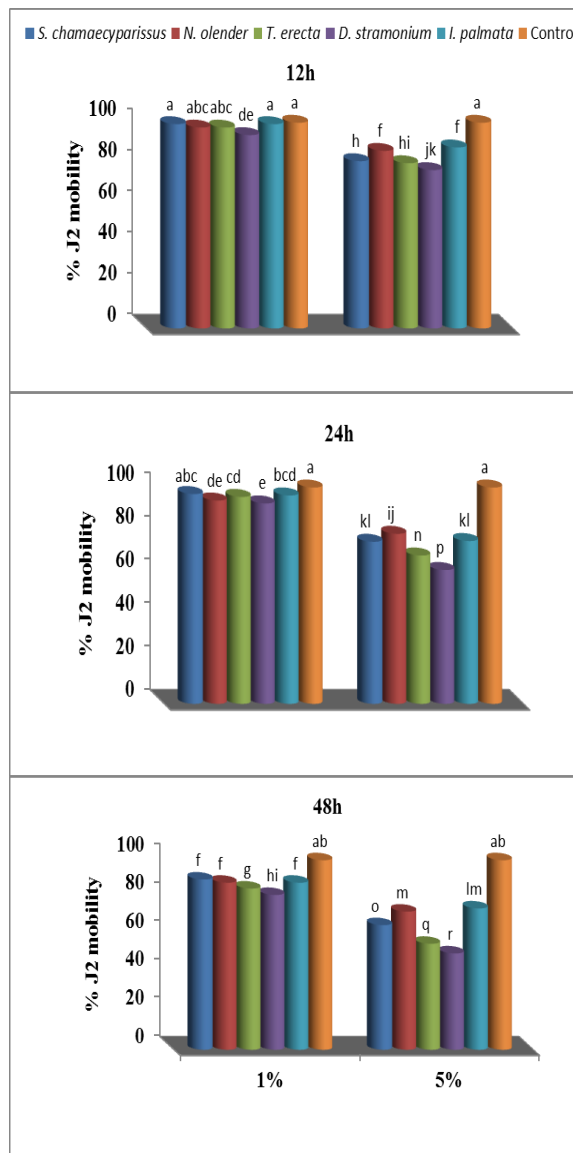 S. chamaecyparissus N. olender T. erecta D. stramonium I. palmata Contro
12h
% J2 mobility
100
80
60
40
20
0
a abc abc de a a h f hi jk f a
24h
% J2 mobility
100
80
60
40
20
0
abc de cd e bcd a kl ij n p kl a
48h
% J2 mobility
100
80
60
40
20
0
f f g hi f ab o m q r lm ab
1% 5%